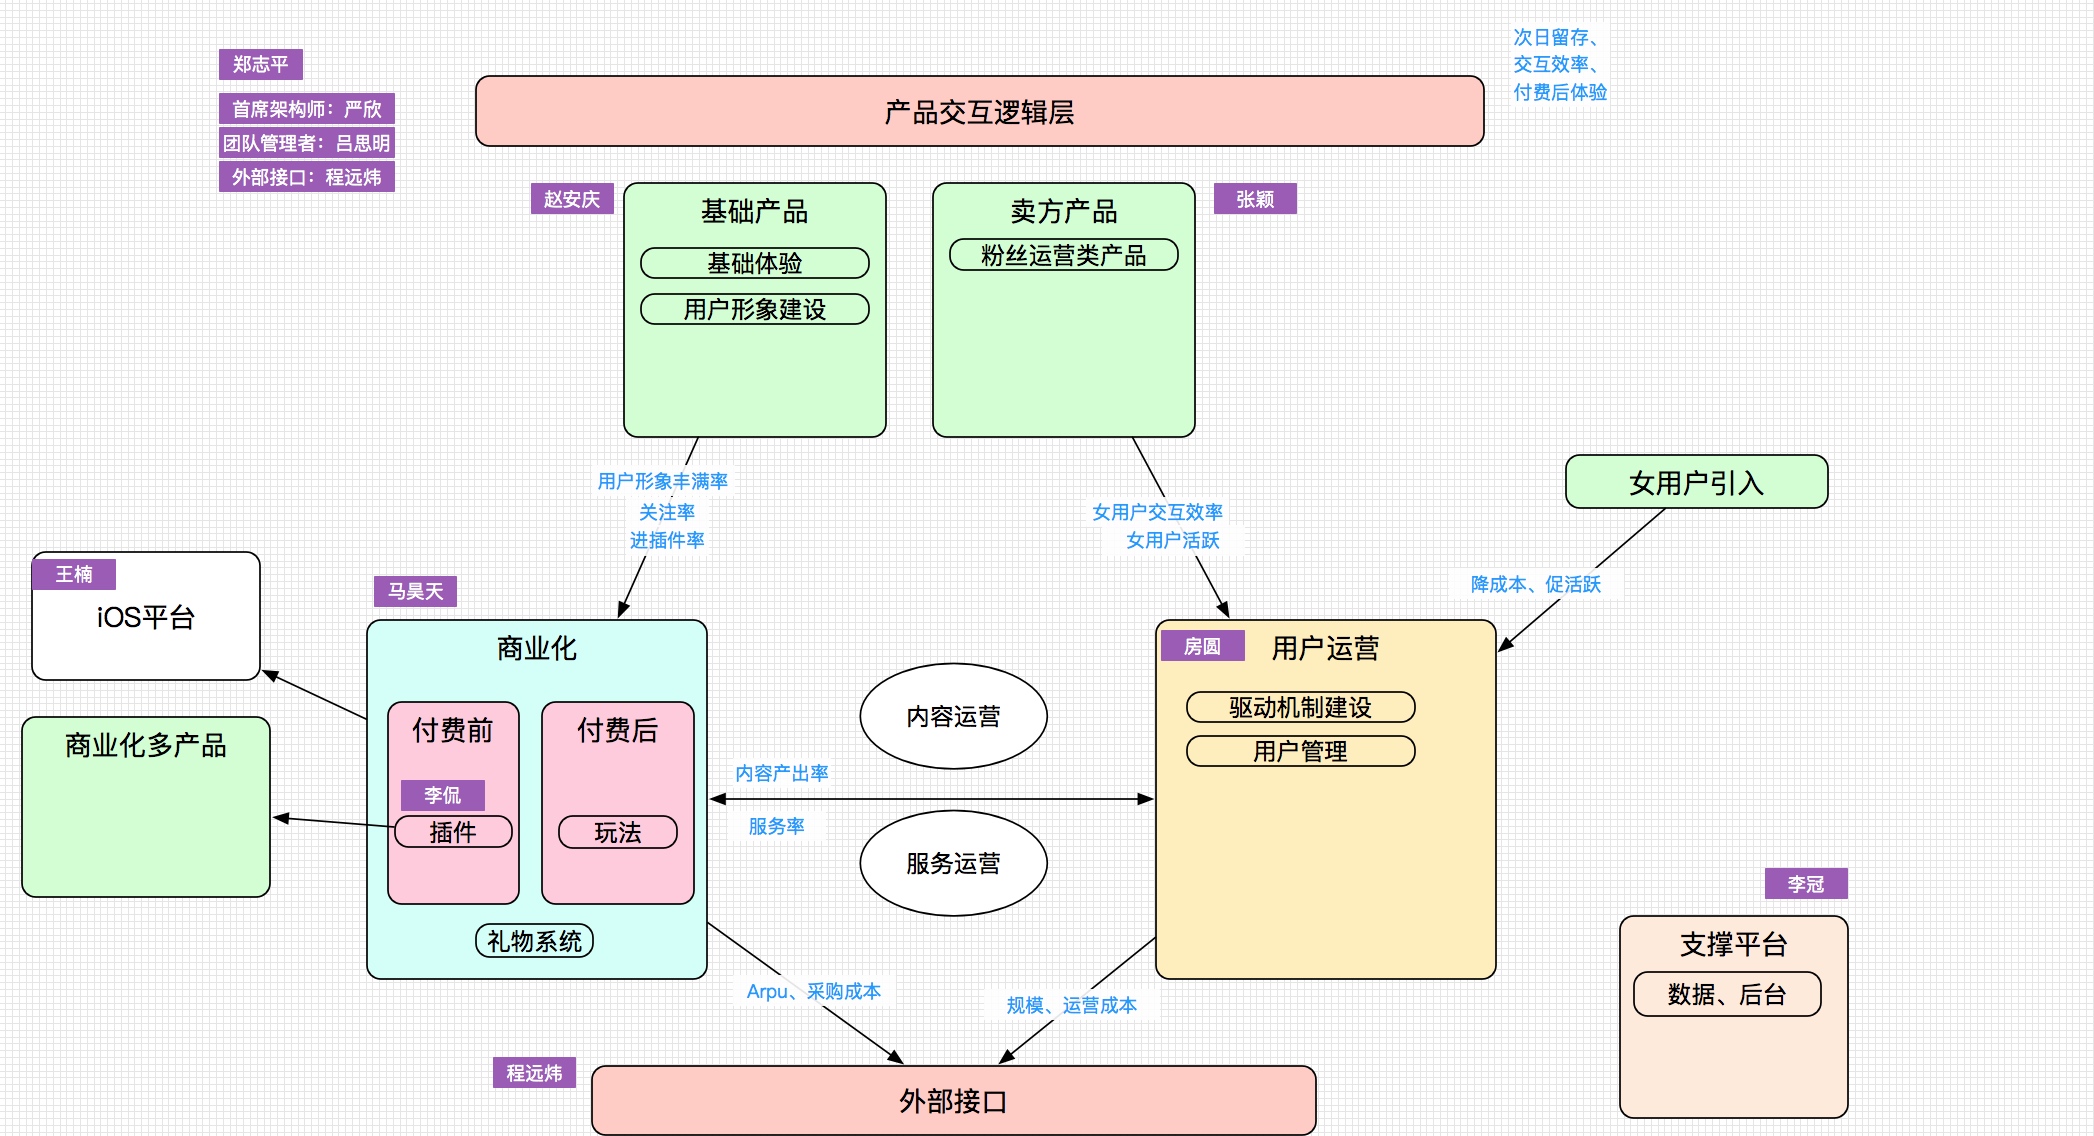 次日留存、
交互效率、
付费后体验
郑志平
首席架构师：严欣
团队管理者：吕思明
外部接口：程远炜
产品交互逻辑层
赵安庆
基础产品
基础体验
用户形象建设
卖方产品
粉丝运营类产品
张颖
用户形象丰满率
关注率
进插件率
女用户交互效率
女用户活跃
女用户引入
降成本、促活跃
王楠
iOS平台
商业化多产品
马昊天
商业化
付费前
李侃
插件
付费后
玩法
礼物系统
内容运营
内容产出率
服务率
服务运营
房圆
用户运营
驱动机制建设
用户管理
李冠
支撑平台
数据、后台
Arpu、采购成本
规模、运营成本
程远炜
外部接口